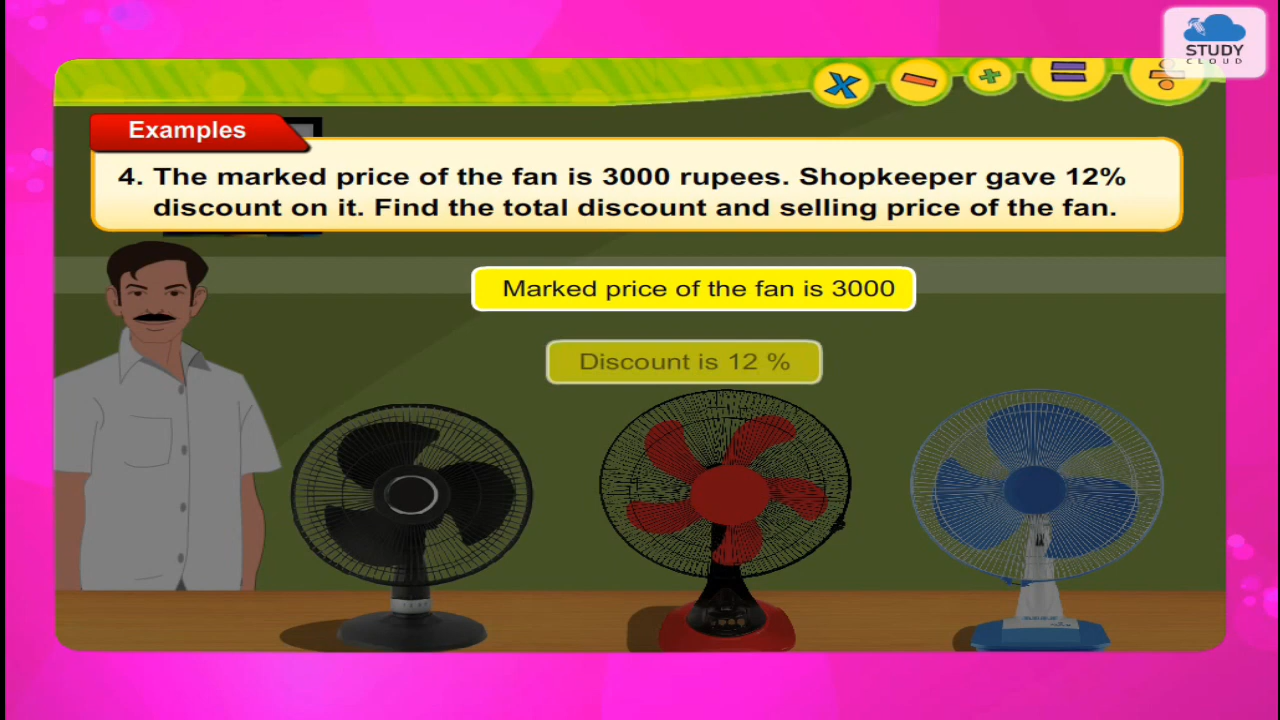 STUDY
CLOUD
Examples
4. The marked price of the fan is 3000 rupees. Shopkeeper gave 12%
discount on it. Find the total discount and selling price of the fan.
Marked price of the fan is 3000
Discount is 12 %